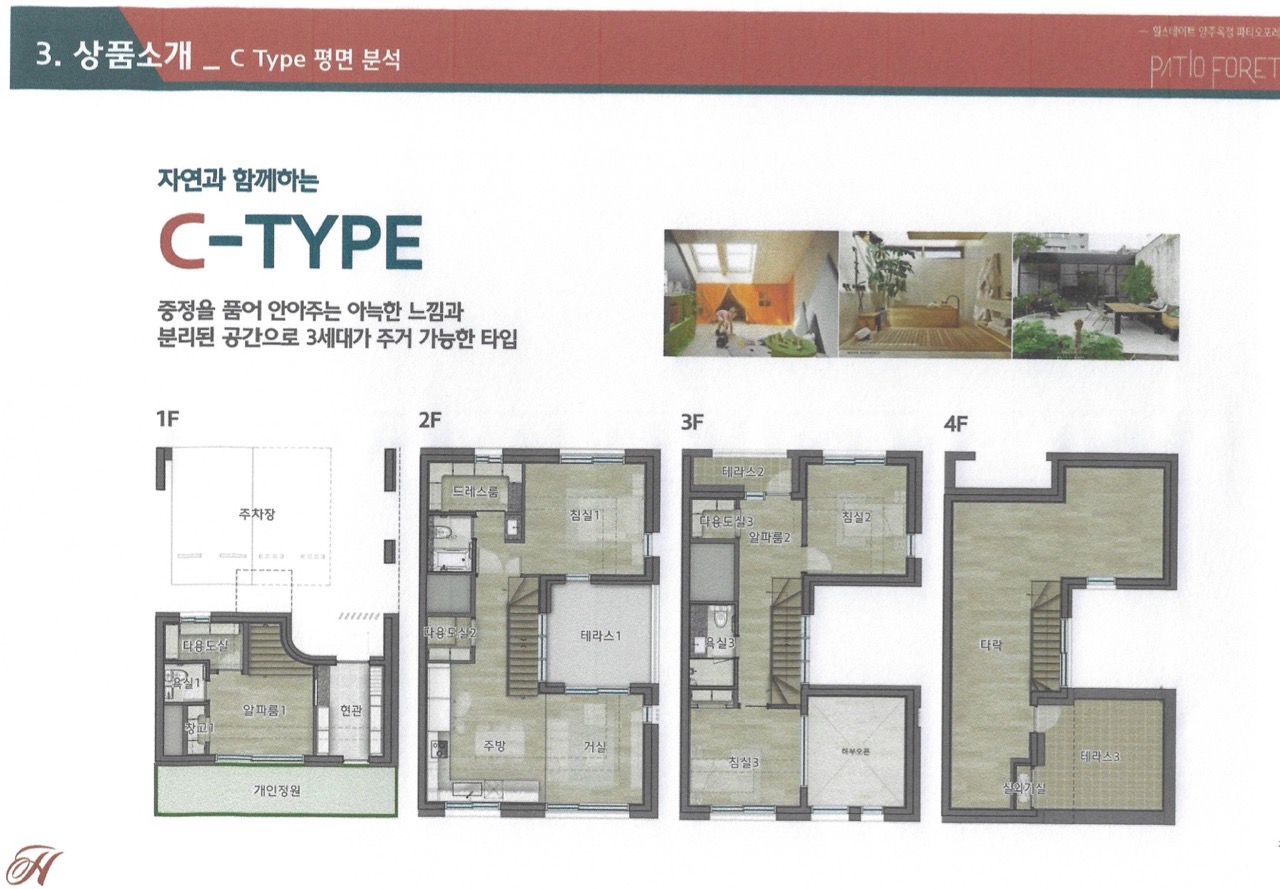 3. 상품소개 _ C Type 평면 분석
힐스테이트 양주옥정 파티오포레
PATIO FORET
자연과 함께하는
C-TYPE
중정을 품어 안아주는 아늑한 느낌과
분리된 공간으로 3세대가 주거 가능한 타입
1F
주차장
다용도실
욕실1
알파룸1
현관
창고1
개인정원
2F
드레스룸
침실1
다용도실2
테라스1
주방
거실
3F
테라스2
다용도실3
침실2
알파룸2
욕실3
침실3
하부오픈
4F
다락
테라스3
실외기실
H